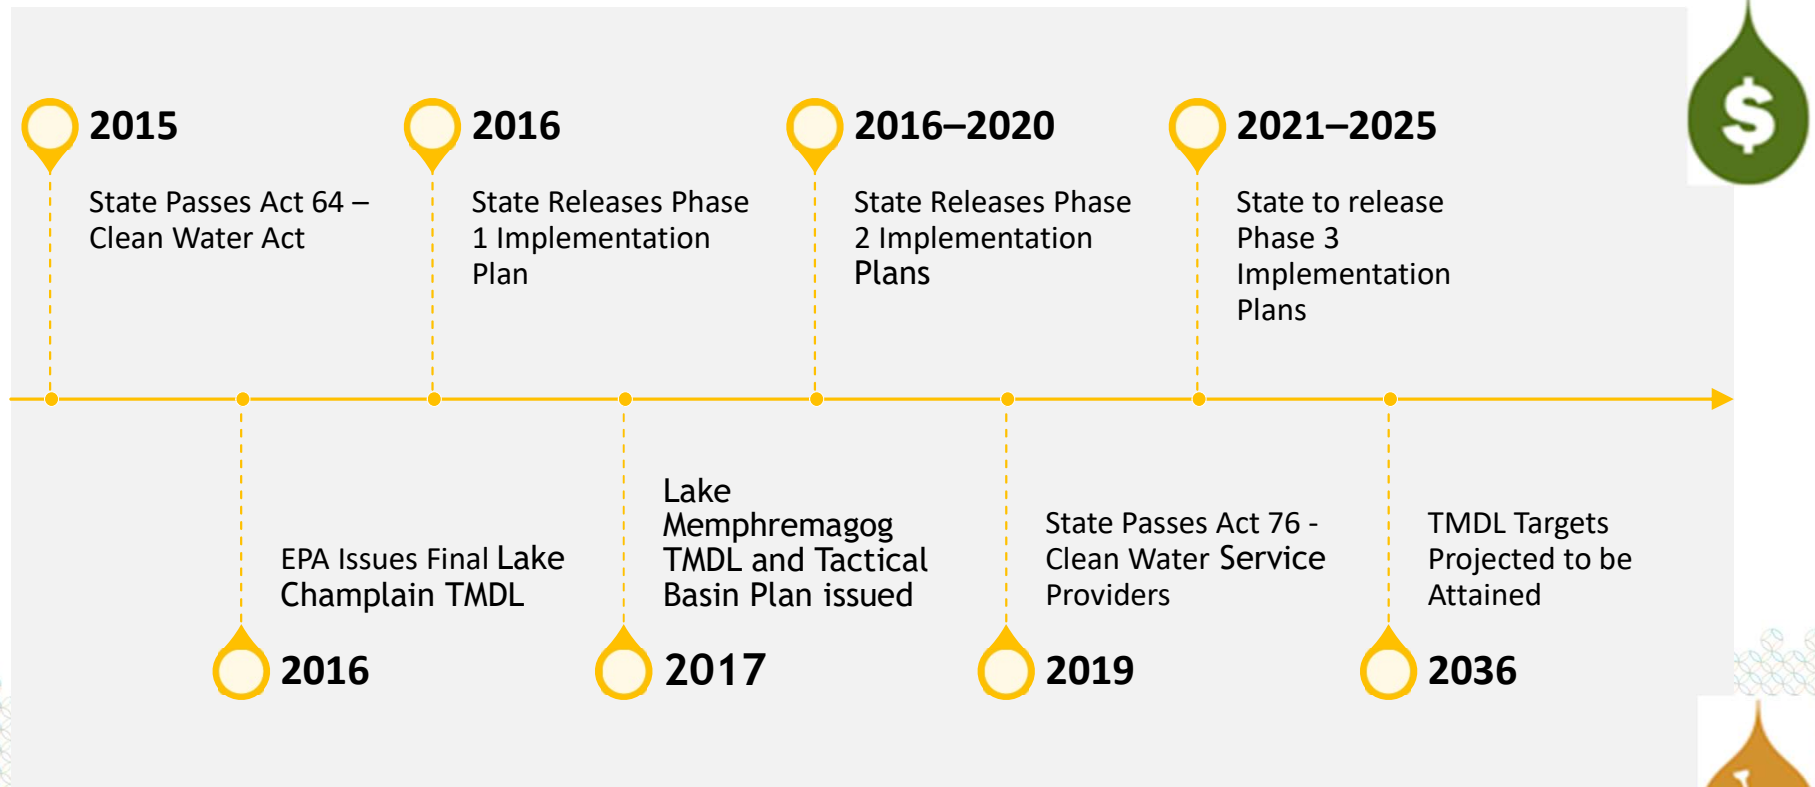 2015
State Passes Act 64 –
Clean Water Act
2016
State Releases Phase
1 Implementation
Plan
2016–2020
State Releases Phase
2 Implementation
Plans
2021–2025
State to release
Phase 3
Implementation
Plans
$
EPA Issues Final Lake
Champlain TMDL
2016
Lake
Memphremagog
TMDL and Tactical
Basin Plan issued
2017
State Passes Act 76 -
Clean Water Service
Providers
2019
TMDL Targets
Projected to be
Attained
2036